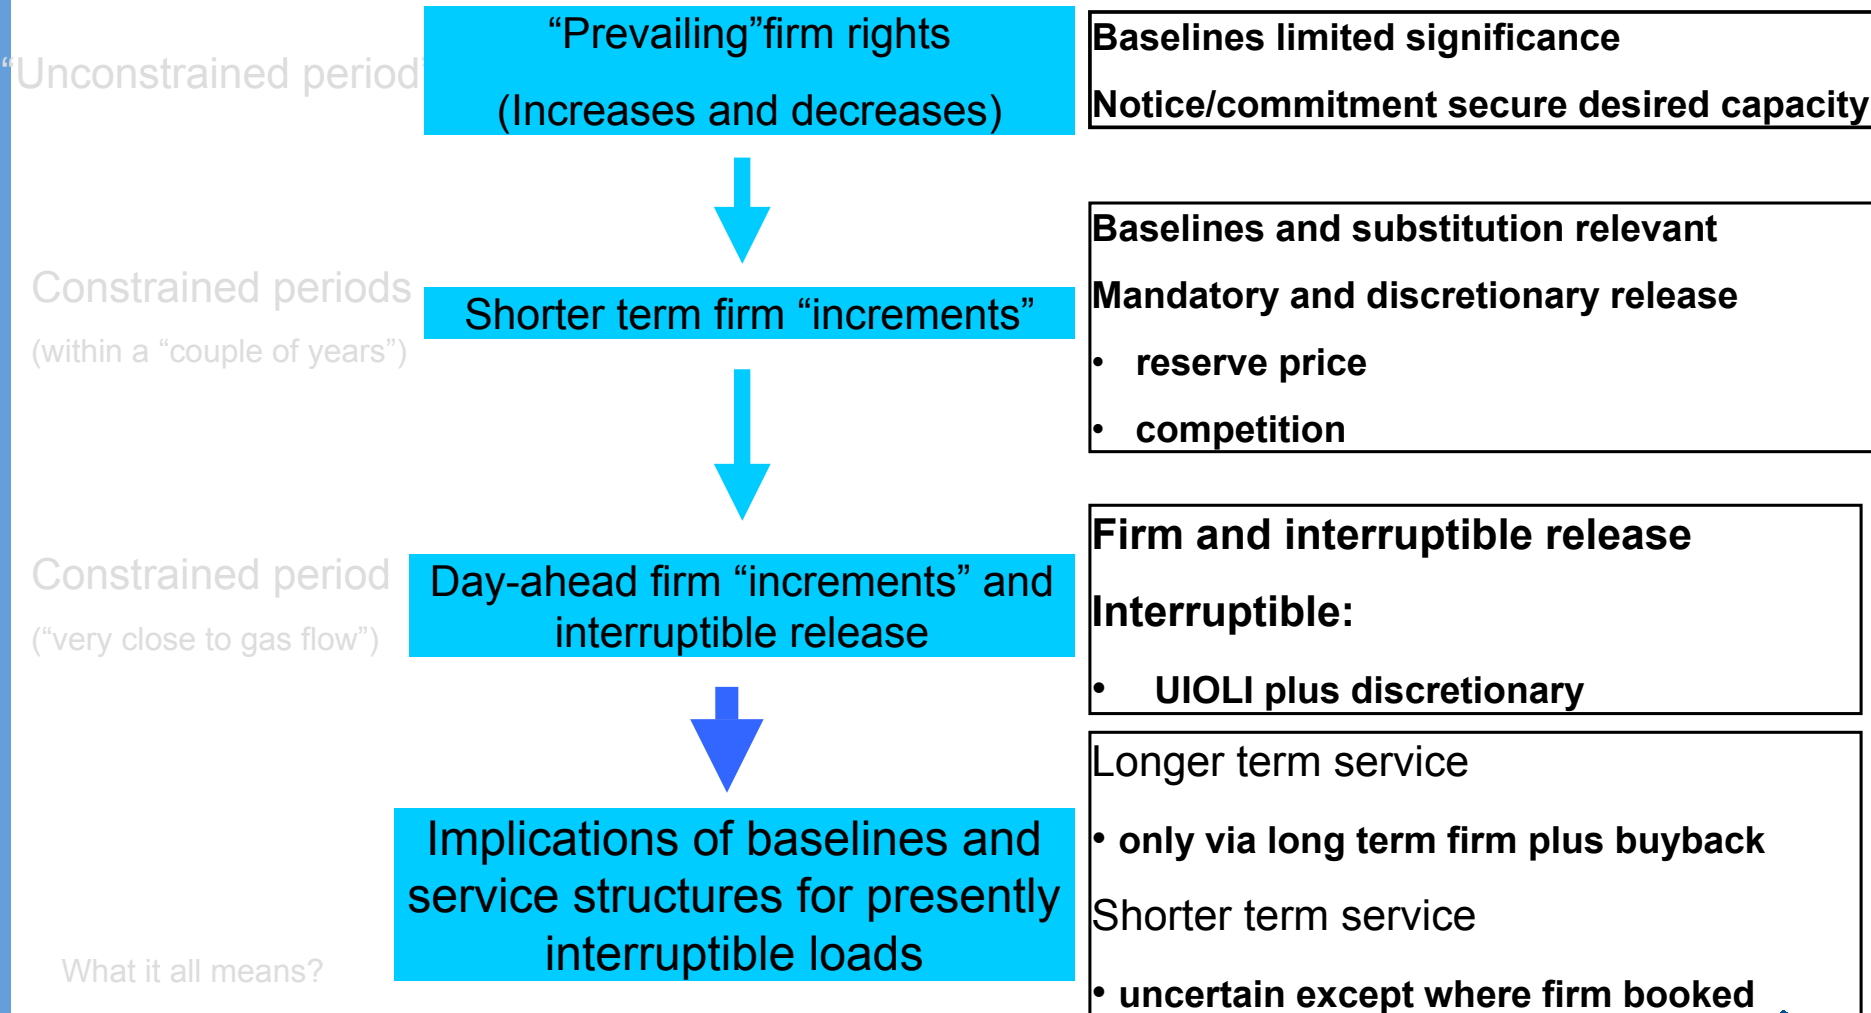 “Unconstrained period”
“Prevailing”firm rights
(Increases and decreases)
Baselines limited significance
Notice/commitment secure desired capacity
Constrained periods
(within a “couple of years”)
Shorter term firm “increments”
Baselines and substitution relevant
Mandatory and discretionary release
• reserve price
• competition
Constrained period
(“very close to gas flow”)
Day-ahead firm “increments” and
interruptible release
Firm and interruptible release
Interruptible:
• UIOLI plus discretionary
What it all means?
Implications of baselines and
service structures for presently
interruptible loads
Longer term service
• only via long term firm plus buyback
Shorter term service
• uncertain except where firm booked